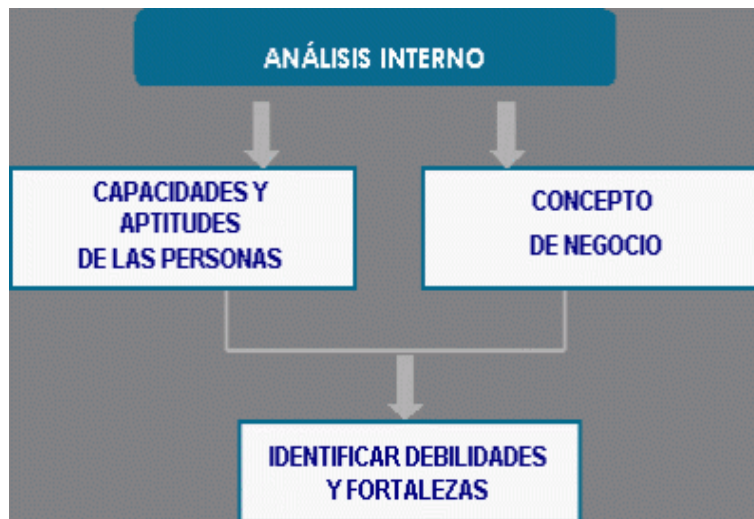 ANÁLISIS INTERNO
CAPACIDADES Y
APTITUDES
DE LAS PERSONAS
CONCEPTO
DE NEGOCIO
IDENTIFICAR DEBILIDADES
Y FORTALEZAS